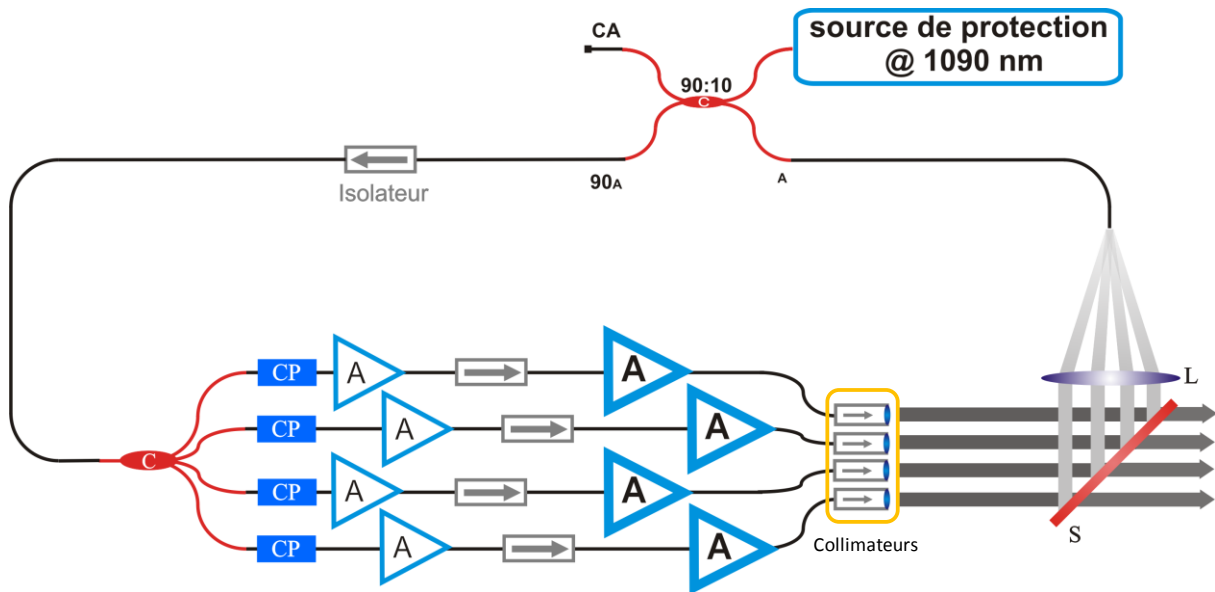 CA
source de protection
@ 1090 nm
90:10
C
90A
A
Isolateur
L
CP
A
A
CP
A
A
C
CP
A
A
CP
A
A
Collimateurs
S